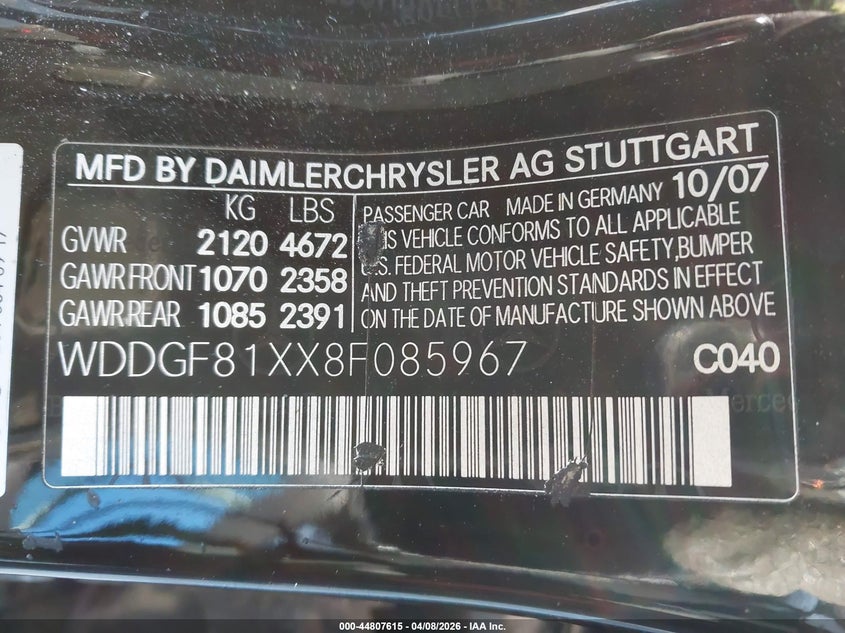 MFD BY DAIMLERCHRYSLER AG STUTTGART
KG LBS
GVWR 2120 4672
GAWR FRONT 1070 2358
GAWR REAR 1085 2391
PASSENGER CAR MADE IN GERMANY 10/07
IS VEHICLE CONFORMS TO ALL APPLICABLE
.S. FEDERAL MOTOR VEHICLE SAFETY,BUMPER
AND THEFT PREVENTION STANDARDS IN EFFECT
ON THE DATE OF MANUFACTURE SHOWN ABOVE
WDDGF81XX8F085967 C040
000-44807615 - 04/08/2026 - IAA Inc.